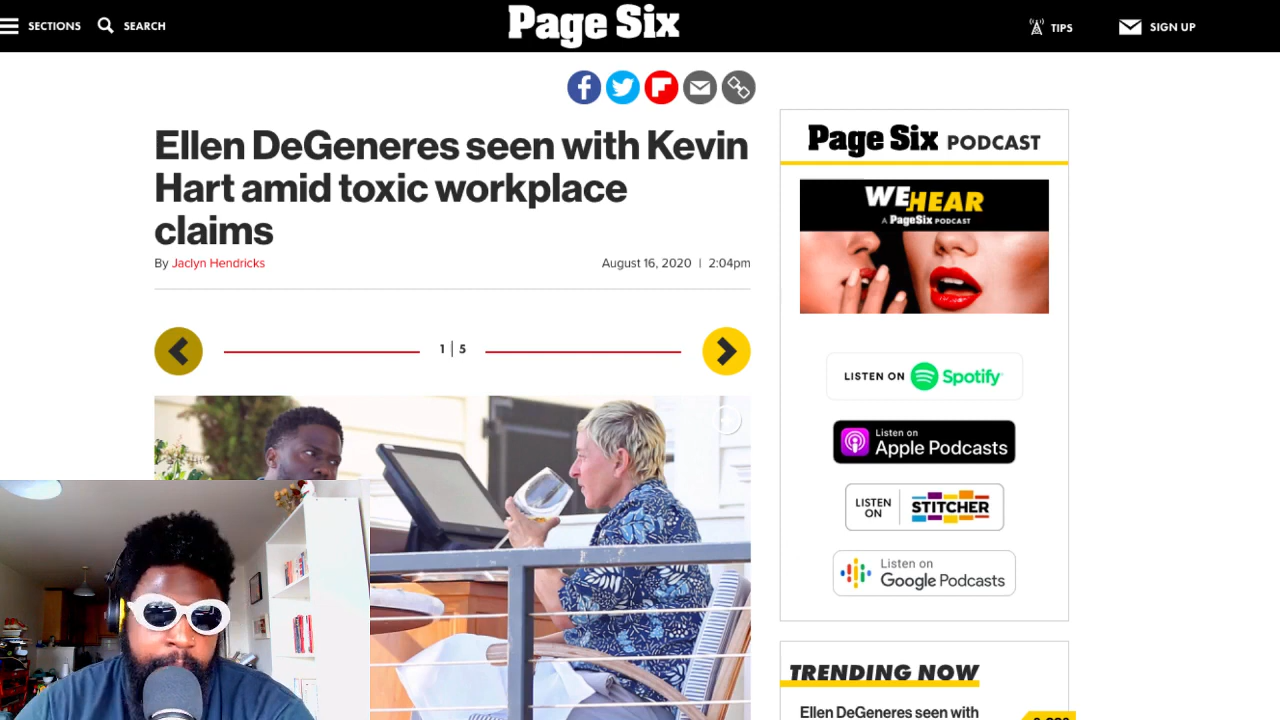 SECTIONS
SEARCH
Page Six
TIPS
SIGN UP
Ellen DeGeneres seen with Kevin
Hart amid toxic workplace
claims
By Jaclyn Hendricks
August 16, 2020 | 2:04pm
1 | 5
Page Six PODCAST
WE HEAR
A PageSix PODCAST
LISTEN ON Spotify
Listen on
Apple Podcasts
LISTEN
ON
STITCHER
Listen on
Google Podcasts
TRENDING NOW
Ellen DeGeneres seen with